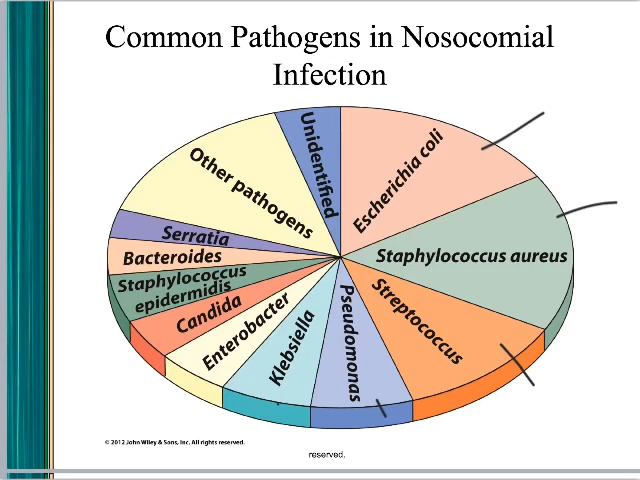 Common Pathogens in Nosocomial
Infection
Unidentified
Escherichia coli
Other pathogens
Staphylococcus aureus
Serratia
Bacteroides
Staphylococcus
epidermidis
Candida
Enterobacter
Klebsiella
Pseudomonas
Streptococcus
© 2012 John Wiley & Sons, Inc. All rights reserved.
reserved.